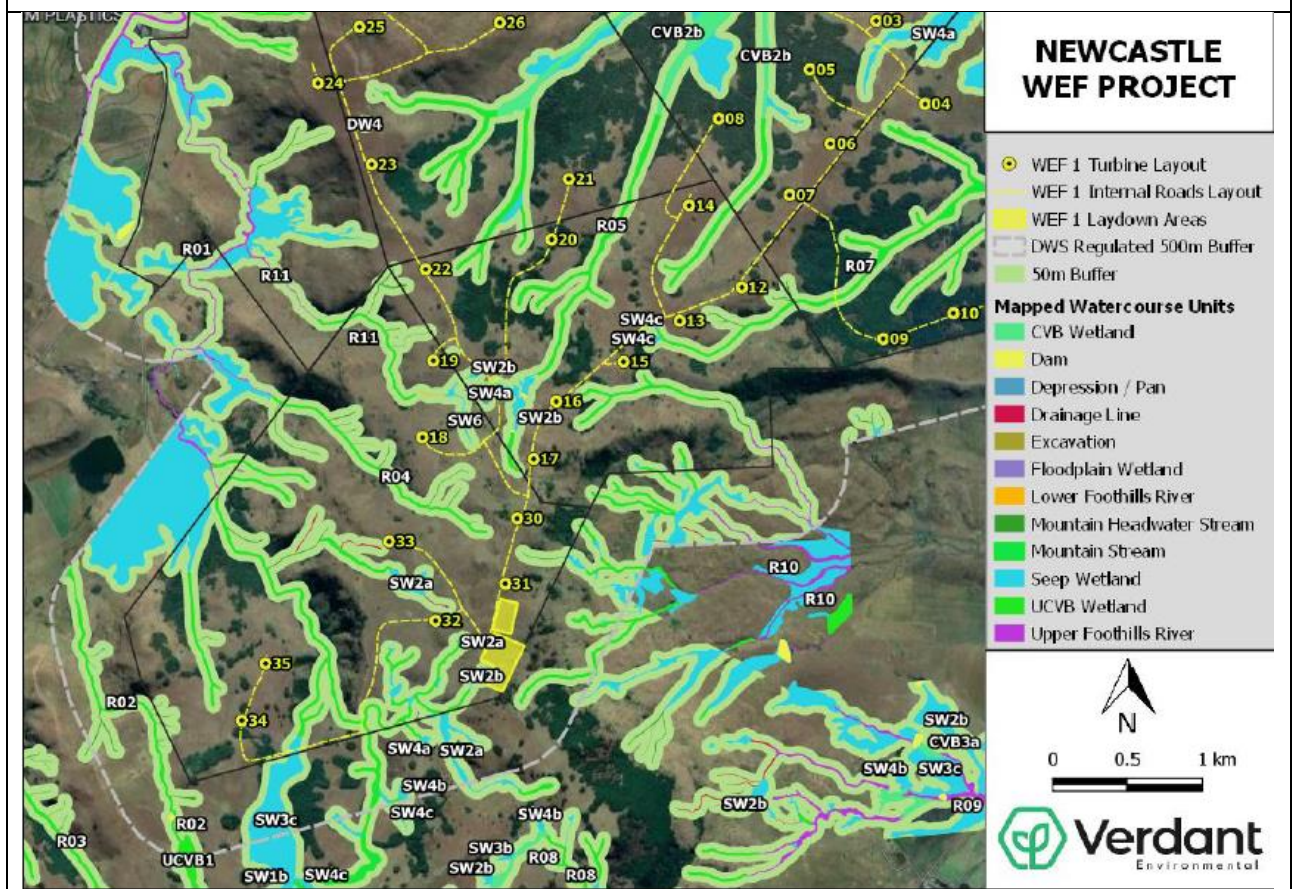 M PLASTICS
25
26
03
CVB2b
SW4a
CVB2b
24
05
04
08
DW4
06
23
21
07
14
R05
20
R01
R11
22
R07
12
10
SW4c
13
R11
SW4c
09
19
SW2b
15
SW4a
16
SW2b
SW6
18
17
R04
30
33
R10
SW2a
31
R10
32
SW2a
35
SW2b
R02
34
SW2b
SW4a
SW2a
CVB3a
SW4b
SW4b
SW3c
SW2b
R09
SW4c
SW4b
R02
SW3c
R03
SW3b
R08
UCVB1
SW2b
SW1b
SW4c
R08
NEWCASTLE
WEF PROJECT
WEF 1 Turbine Layout
WEF 1 Internal Roads Layout
WEF 1 Laydown Areas
DWS Regulated 500m Buffer
50m Buffer
Mapped Watercourse Units
CVB Wetland
Dam
Depression / Pan
Drainage Line
Excavation
Floodplain Wetland
Lower Foothills River
Mountain Headwater Stream
Mountain Stream
Seep Wetland
UCVB Wetland
Upper Foothills River
N
0 0.5 1 km
Verdant
Environmental